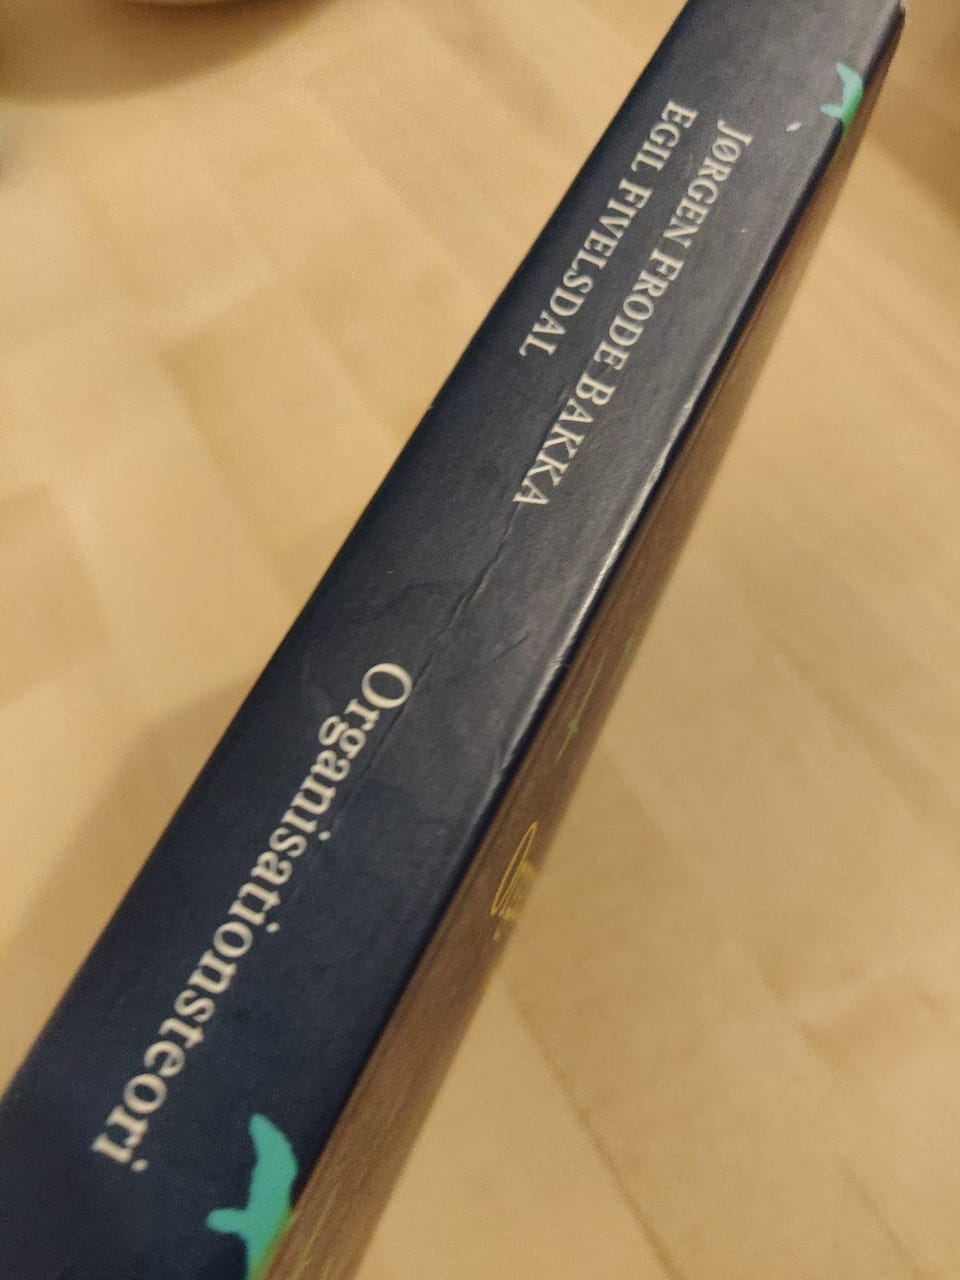 JØRGEN FRODE BAKKA
EGIL FIVELSDAL
Organisationsteori